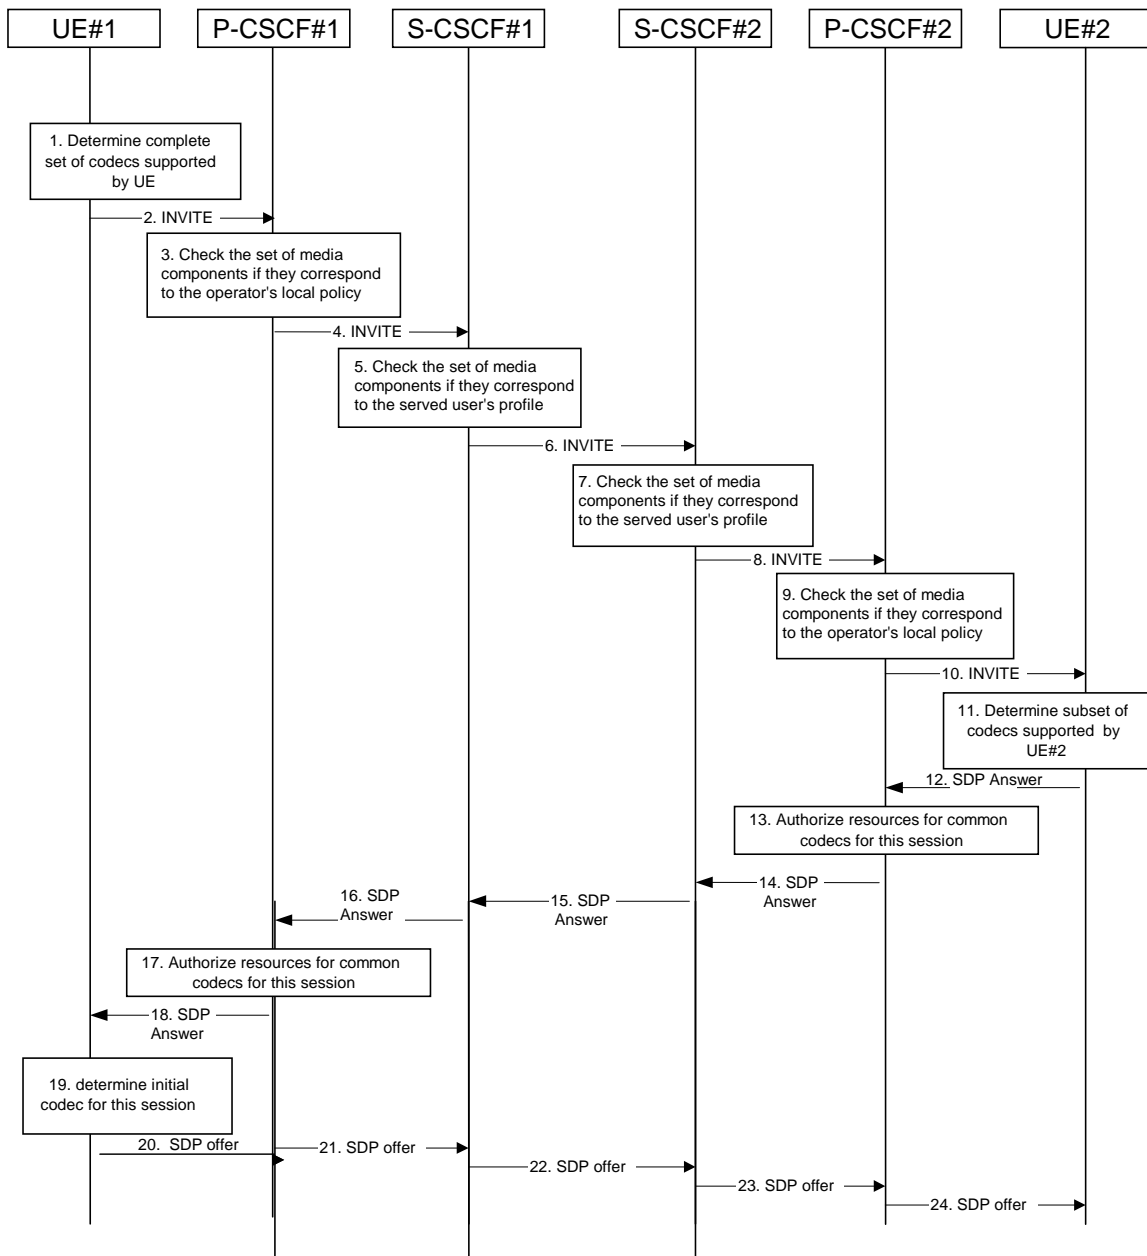 UE#1
P-CSCF#1
S-CSCF#1
S-CSCF#2
P-CSCF#2
UE#2
1. Determine complete
set of codecs supported
by UE
2. INVITE
3. Check the set of media
components if they correspond
to the operator's local policy
4. INVITE
5. Check the set of media
components if they correspond
to the served user's profile
6. INVITE
7. Check the set of media
components if they correspond
to the served user's profile
8. INVITE
9. Check the set of media
components if they correspond
to the operator's local policy
10. INVITE
11. Determine subset of
codecs supported by
UE#2
12. SDP Answer
13. Authorize resources for common
codecs for this session
14. SDP
Answer
15. SDP
Answer
16. SDP
Answer
17. Authorize resources for common
codecs for this session
18. SDP
Answer
19. determine initial
codec for this session
20. SDP offer
21. SDP offer
22. SDP offer
23. SDP offer
24. SDP offer